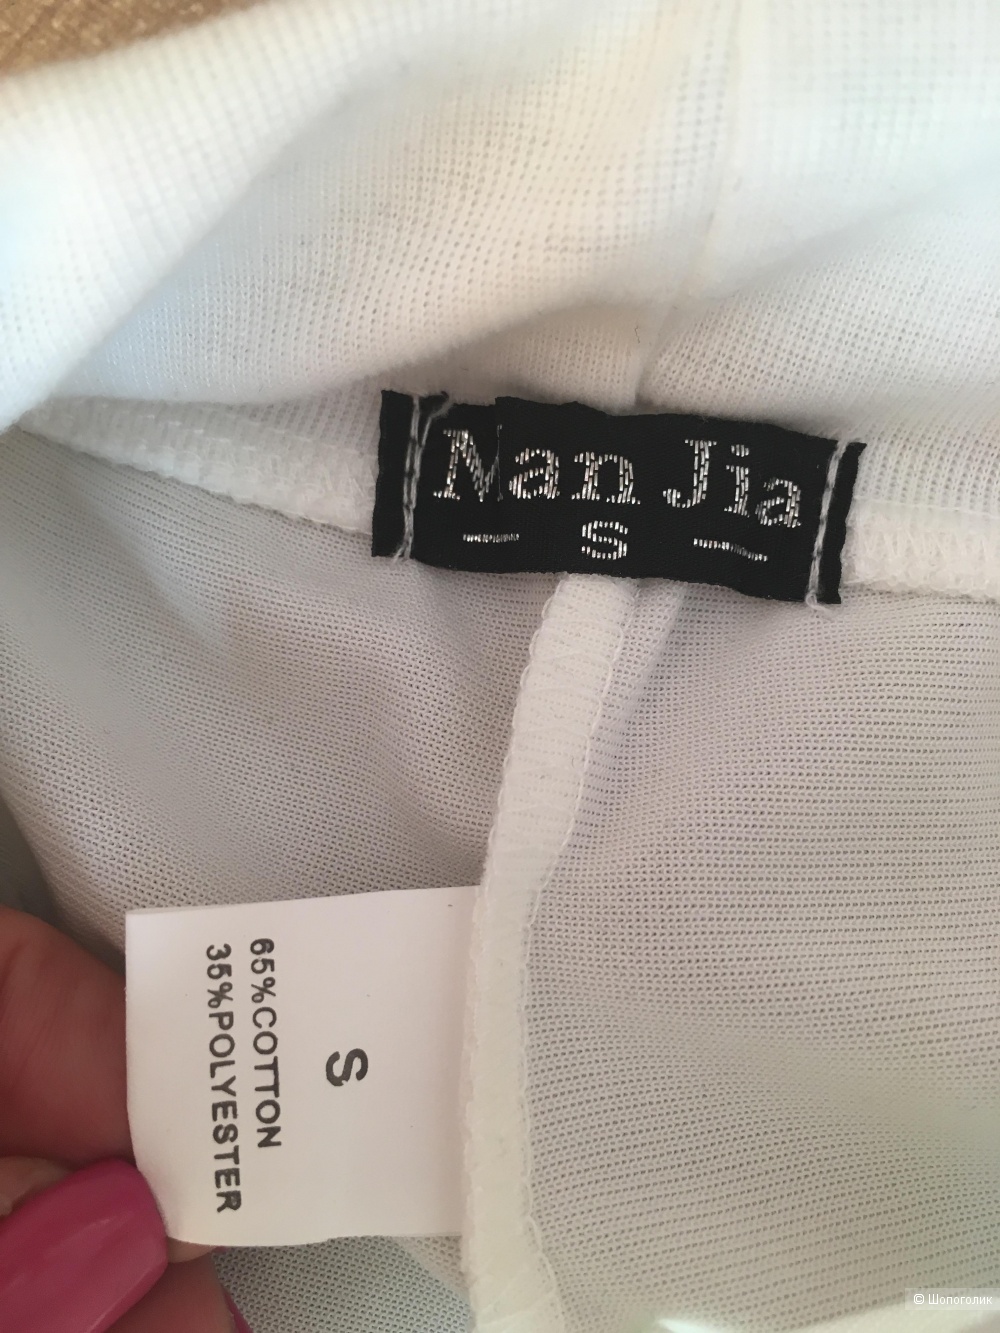 Nan Jia
— S —
S
65%COTTON
35%POLYESTER
© Шопоголик